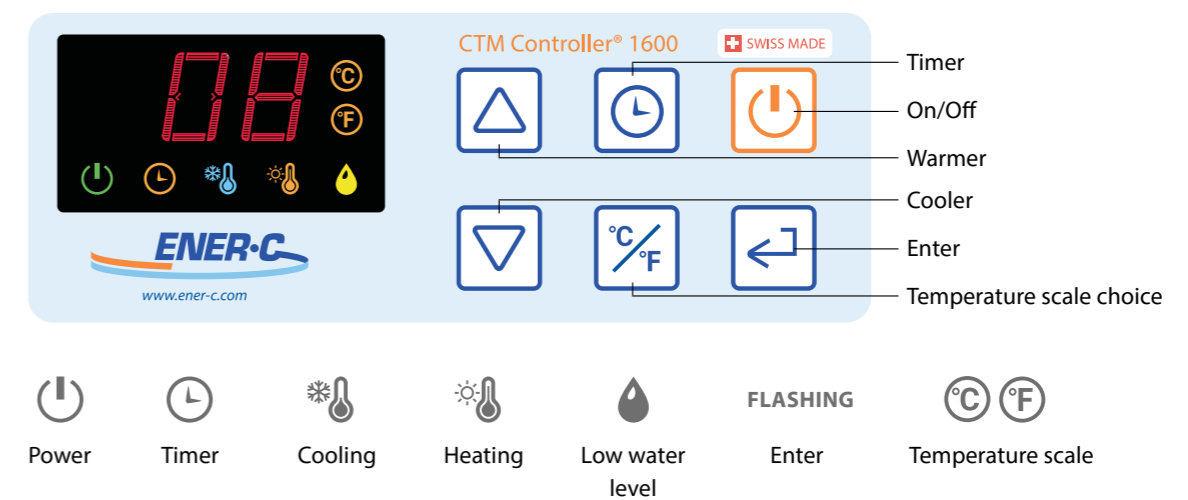 CTM Controller® 1600
SWISS MADE
08
°C
°F
Timer
On/Off
Warmer
Cooler
Enter
Temperature scale choice
°C/°F
ENER·C
www.ener-c.com
FLASHING
°C °F
Power
Timer
Cooling
Heating
Low water
level
Enter
Temperature scale